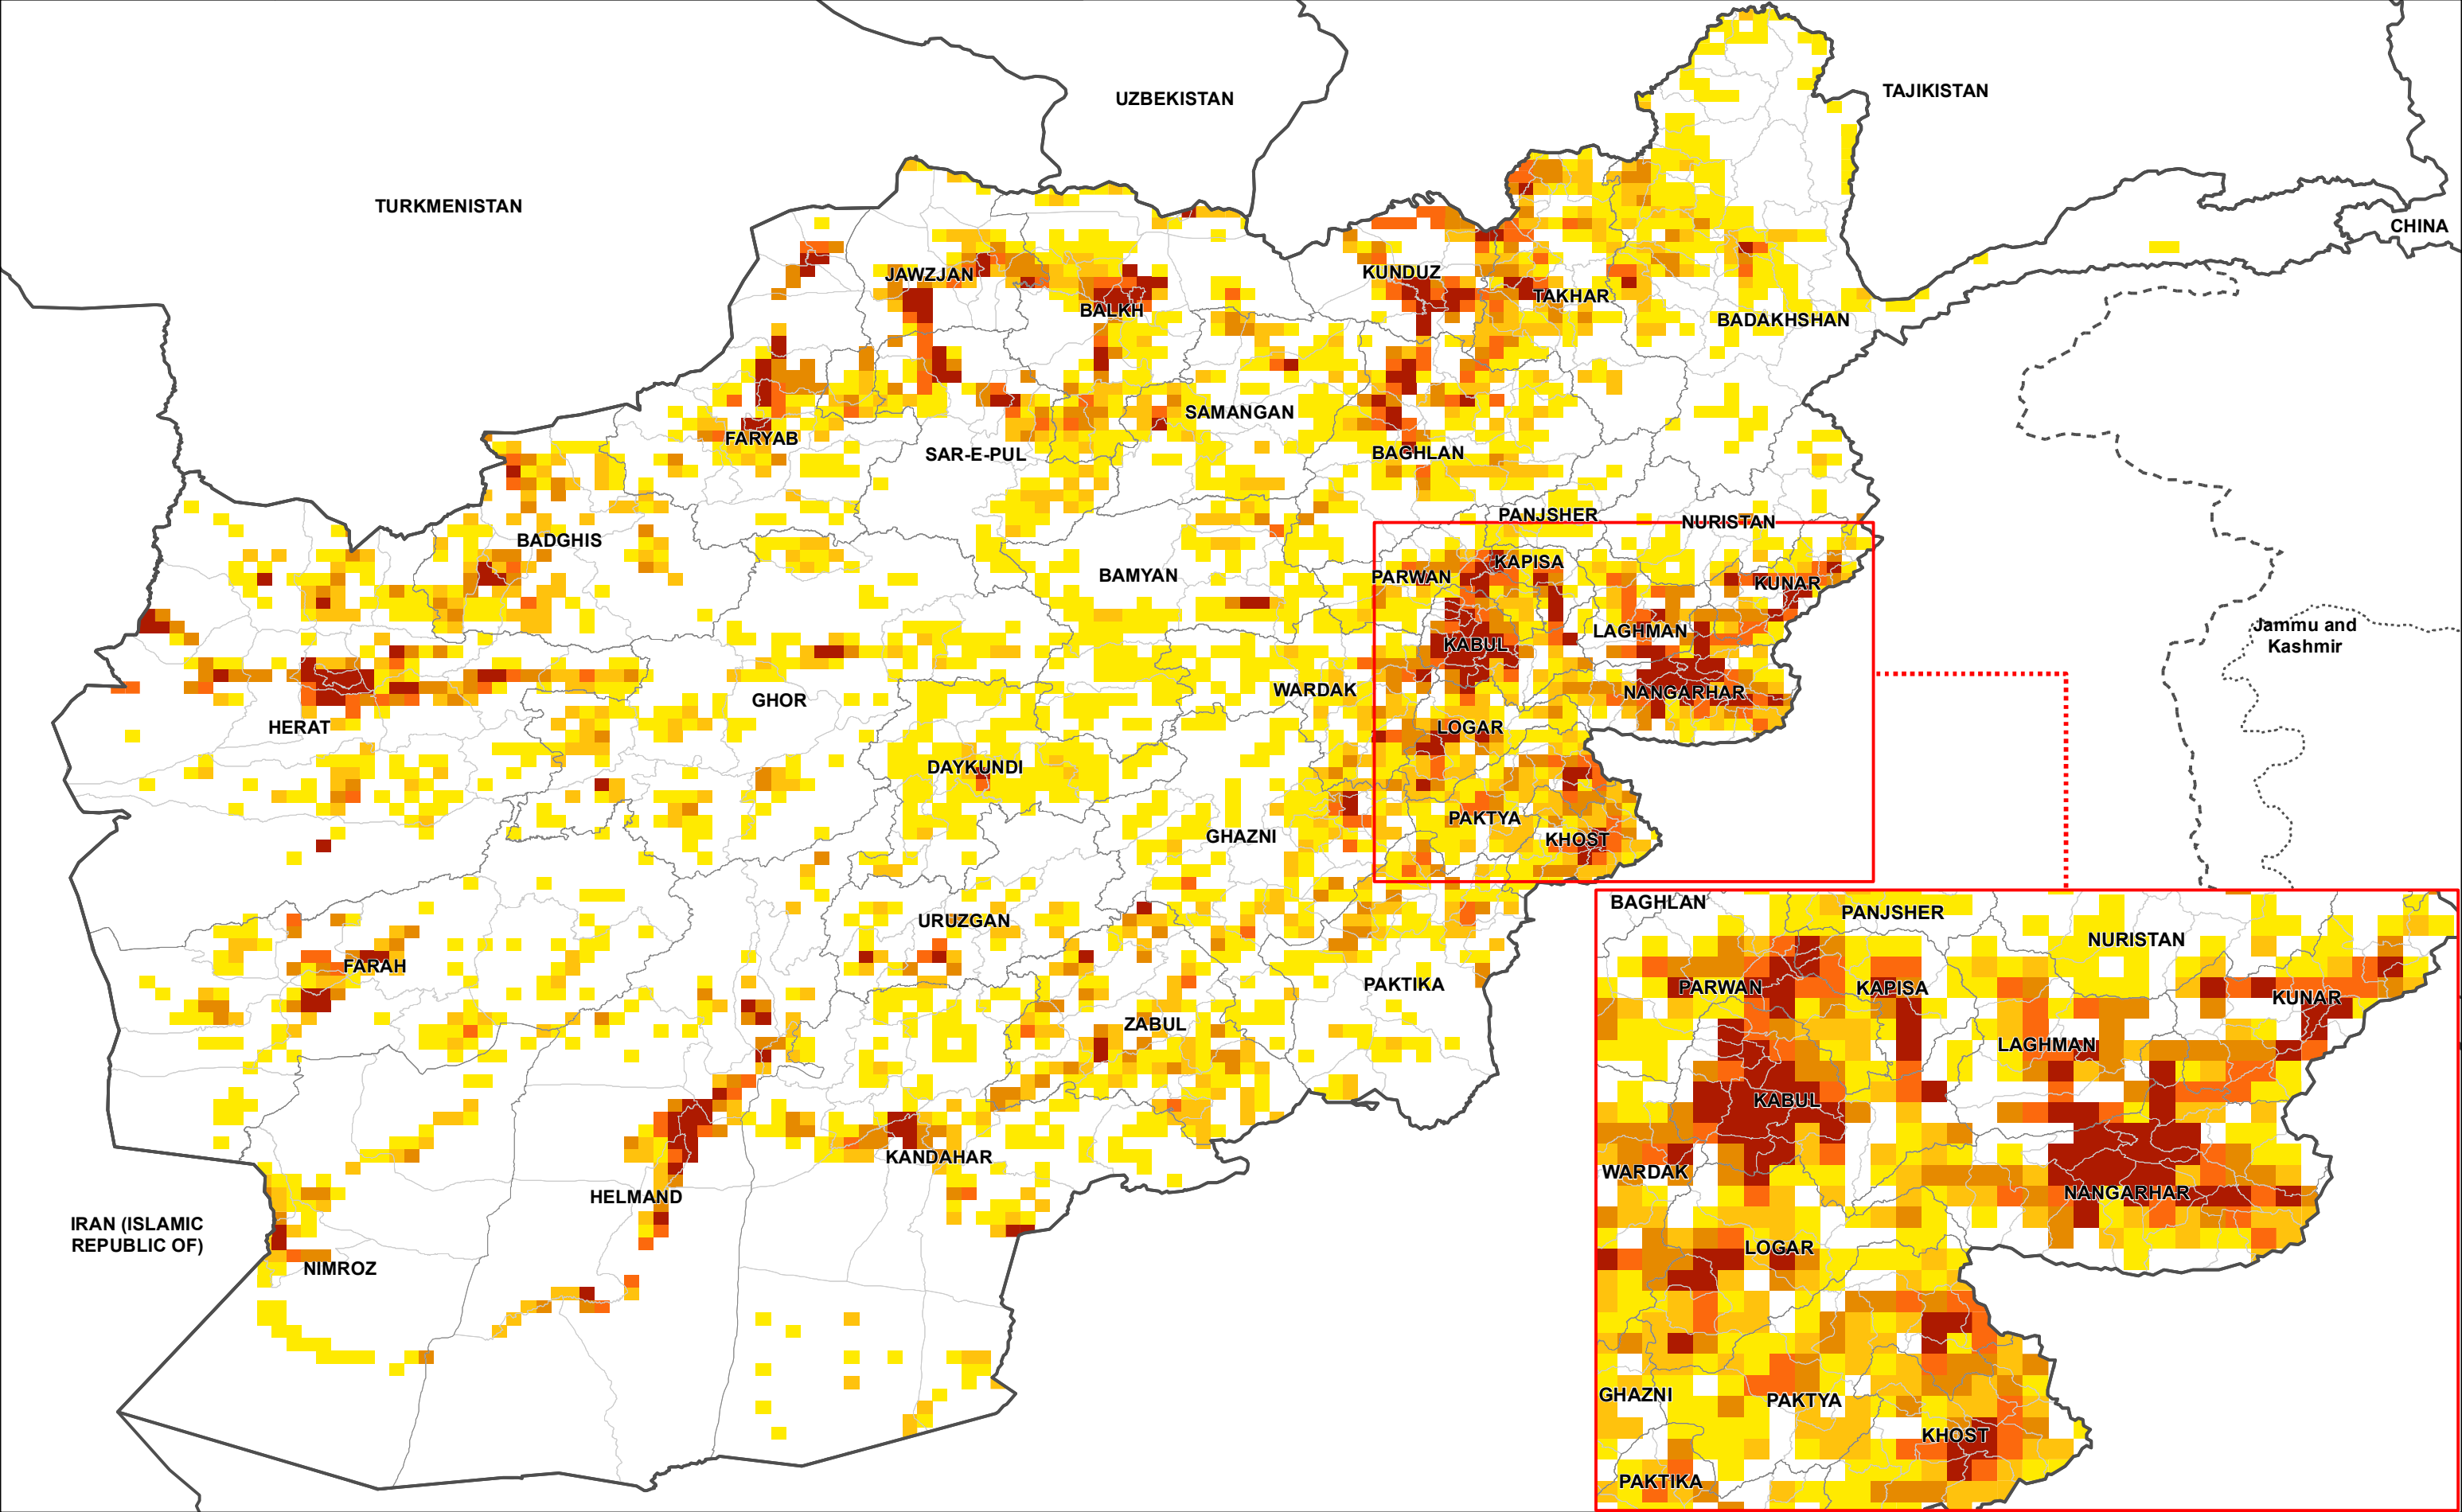 UZBEKISTAN
TAJIKISTAN
TURKMENISTAN
CHINA
JAWZJAN
KUNDUZ
BALKH
TAKHAR
BADAKHSHAN
FARYAB
SAMANGAN
SAR-E-PUL
BAGHLAN
PANJSHER
NURISTAN
BADGHIS
KAPISA
BAMYAN
PARWAN
KUNAR
LAGHMAN
Jammu and
Kashmir
KABUL
WARDAK
NANGARHAR
GHOR
HERAT
LOGAR
DAYKUNDI
PAKTYA
GHAZNI
KHOST
URUZGAN
FARAH
PAKTIKA
ZABUL
KANDAHAR
HELMAND
IRAN (ISLAMIC
REPUBLIC OF)
NIMROZ
BAGHLAN
PANJSHER
NURISTAN
PARWAN
KAPISA
KUNAR
LAGHMAN
KABUL
WARDAK
NANGARHAR
LOGAR
GHAZNI
PAKTYA
KHOST
PAKTIKA